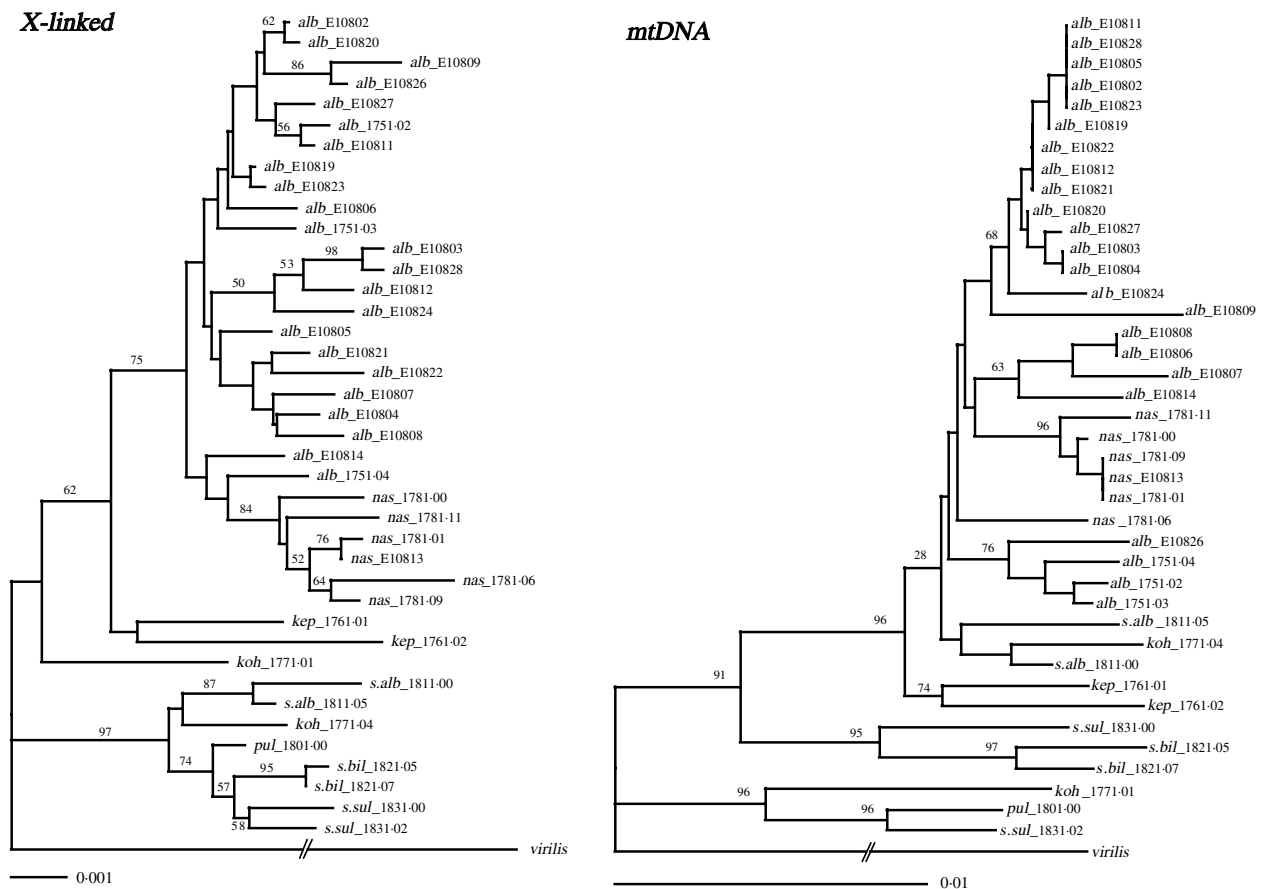 X-linked
62
alb_E10802
alb_E10820
86
alb_E10809
alb_E10826
alb_E10827
56
alb_1751·02
alb_E10811
alb_E10819
alb_E10823
alb_E10806
alb_1751·03
98
alb_E10803
53
alb_E10828
50
alb_E10812
alb_E10824
alb_E10805
75
alb_E10821
alb_E10822
alb_E10807
alb_E10804
alb_E10808
alb_E10814
alb_1751·04
62
84
nas_1781·00
nas_1781·11
76
nas_1781·01
52
nas_E10813
64
nas_1781·06
nas_1781·09
kep_1761·01
kep_1761·02
koh_1771·01
87
s.alb_1811·00
s.alb_1811·05
97
koh_1771·04
74
pul_1801·00
95
s.bil_1821·05
57
s.bil_1821·07
s.sul_1831·00
58
s.sul_1831·02
virilis
0·001
mtDNA
alb_E10811
alb_E10828
alb_E10805
alb_E10802
alb_E10823
alb_E10819
alb_E10822
alb_E10812
alb_E10821
alb_E10820
68
alb_E10827
alb_E10803
alb_E10804
alb_E10824
alb_E10809
alb_E10808
alb_E10806
63
alb_E10807
alb_E10814
96
nas_1781·11
nas_1781·00
nas_1781·09
nas_E10813
nas_1781·01
nas_1781·06
28
76
alb_E10826
alb_1751·04
alb_1751·02
alb_1751·03
96
s.alb_1811·05
koh_1771·04
s.alb_1811·00
91
74
kep_1761·01
kep_1761·02
95
s.sul_1831·00
97
s.bil_1821·05
s.bil_1821·07
96
koh_1771·01
96
pul_1801·00
s.sul_1831·02
virilis
0·01